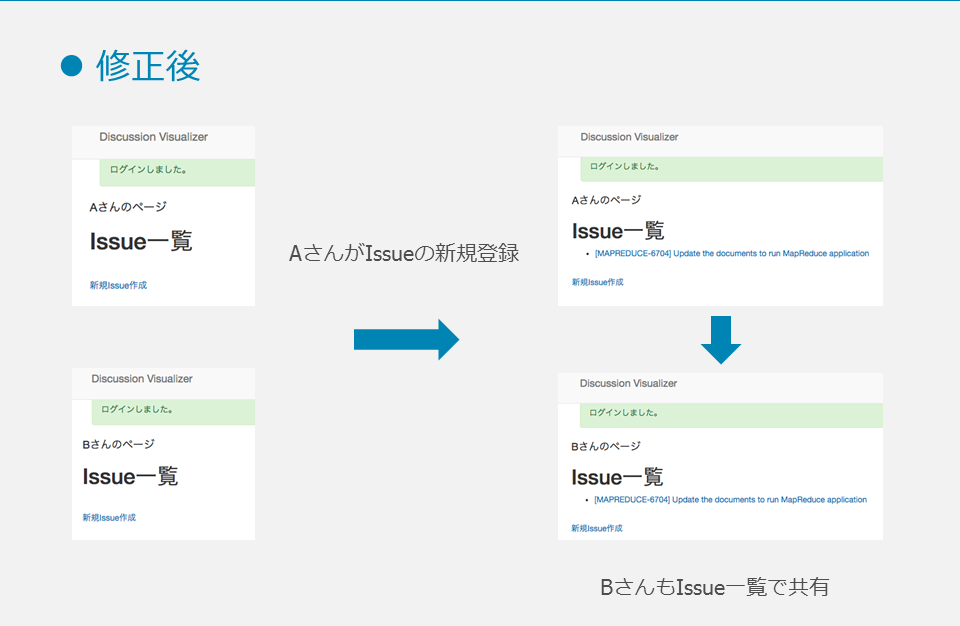 修正後
Discussion Visualizer
ログインしました。
Aさんのページ
Issue一覧
新規Issue作成
AさんがIssueの新規登録
Discussion Visualizer
ログインしました。
Aさんのページ
Issue一覧
• [MAPREDUCE-6704] Update the documents to run MapReduce application
新規Issue作成
Discussion Visualizer
ログインしました。
Bさんのページ
Issue一覧
新規Issue作成
Discussion Visualizer
ログインしました。
Bさんのページ
Issue一覧
• [MAPREDUCE-6704] Update the documents to run MapReduce application
新規Issue作成
BさんもIssue一覧で共有